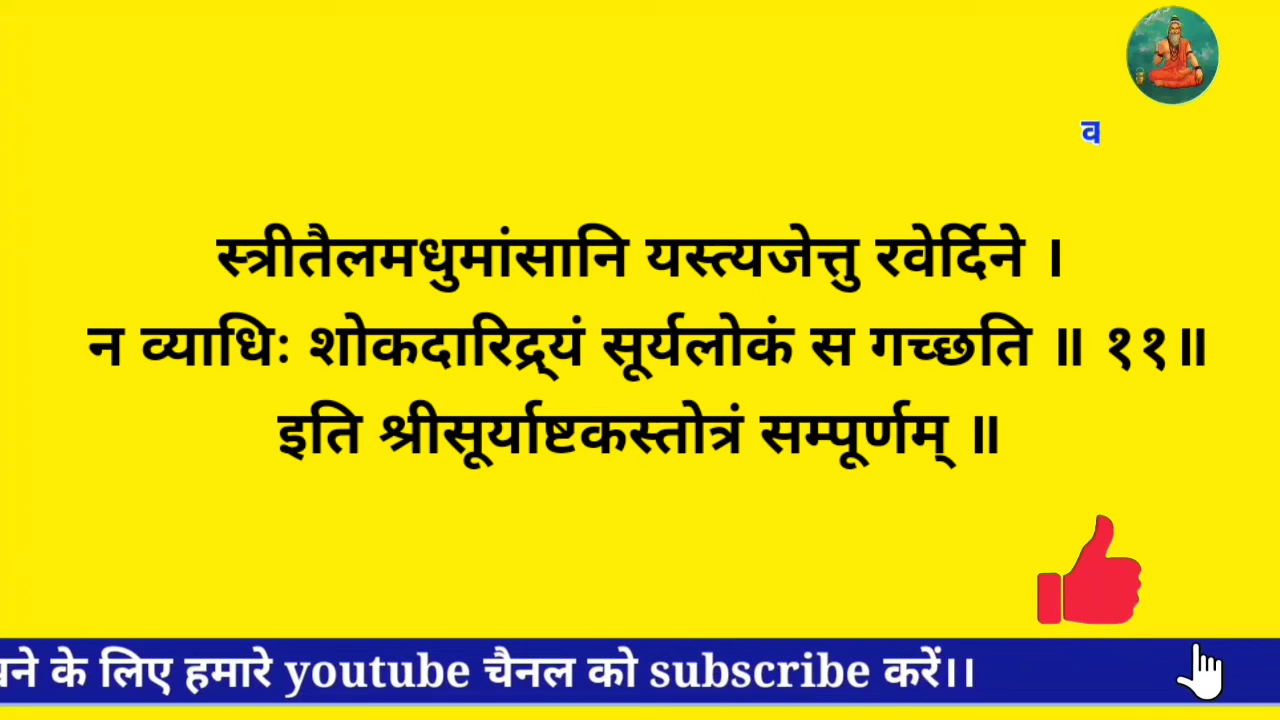 व
स्त्रीतैलमधुमांसानि यस्त्यजेत्तु रवेर्दिने ।
न व्याधिः शोकदारिद्र्यं सूर्यलोकं स गच्छति ॥ ११॥
इति श्रीसूर्याष्टकस्तोत्रं सम्पूर्णम् ॥
के लिए हमारे youtube चैनल को subscribe करें।।